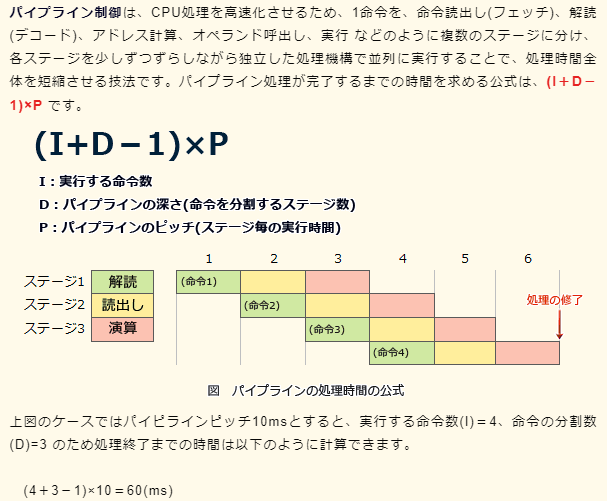 パイプライン制御は、CPU処理を高速化させるため、1命令を、命令読出し(フェッチ)、解読
(デコード)、アドレス計算、オペランド呼出し、実行 などのように複数のステージに分け、
各ステージを少しずつずらしながら独立した処理機構で並列に実行することで、処理時間全
体を短縮させる技法です。パイプライン処理が完了するまでの時間を求める公式は、(I＋D－
1)×P です。
(I+D－1)×P
I：実行する命令数
D：パイプラインの深さ(命令を分割するステージ数)
P：パイプラインのピッチ(ステージ毎の実行時間)
1 2 3 4 5 6
ステージ1 解読 (命令1)
処理の修了
ステージ2 読出し (命令2)
ステージ3 演算 (命令3)
(命令4)
図 パイプラインの処理時間の公式
上図のケースではパイピラインピッチ10msとすると、実行する命令数(I)＝4、命令の分割数
(D)=3 のため処理終了までの時間は以下のように計算できます。
(4＋3－1)×10＝60(ms)